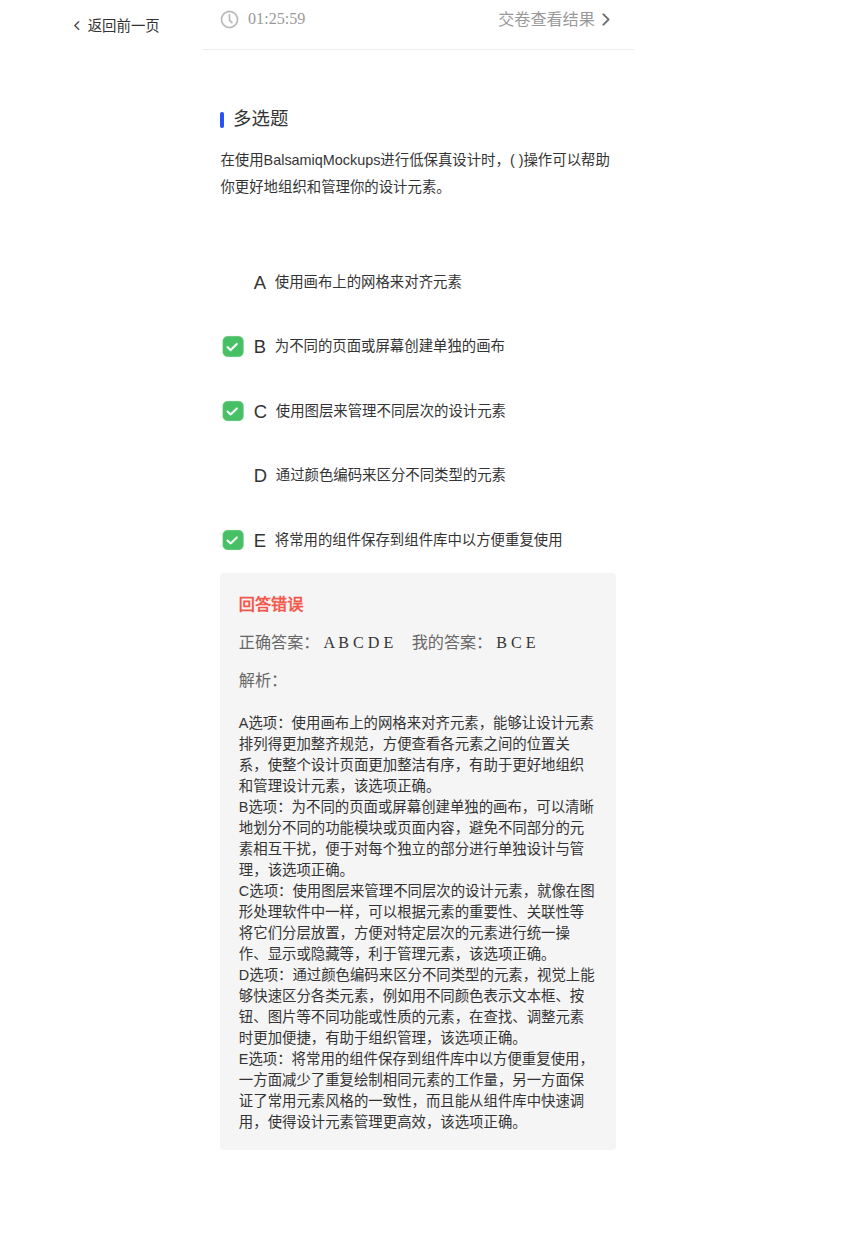 返回前一页
01:25:59
交卷查看结果
多选题
在使用BalsamiqMockups进行低保真设计时，( )操作可以帮助
你更好地组织和管理你的设计元素。
A 使用画布上的网格来对齐元素
B 为不同的页面或屏幕创建单独的画布
C 使用图层来管理不同层次的设计元素
D 通过颜色编码来区分不同类型的元素
E 将常用的组件保存到组件库中以方便重复使用
回答错误
正确答案： A B C D E 我的答案： B C E
解析：
A选项：使用画布上的网格来对齐元素，能够让设计元素
排列得更加整齐规范，方便查看各元素之间的位置关
系，使整个设计页面更加整洁有序，有助于更好地组织
和管理设计元素，该选项正确。
B选项：为不同的页面或屏幕创建单独的画布，可以清晰
地划分不同的功能模块或页面内容，避免不同部分的元
素相互干扰，便于对每个独立的部分进行单独设计与管
理，该选项正确。
C选项：使用图层来管理不同层次的设计元素，就像在图
形处理软件中一样，可以根据元素的重要性、关联性等
将它们分层放置，方便对特定层次的元素进行统一操
作、显示或隐藏等，利于管理元素，该选项正确。
D选项：通过颜色编码来区分不同类型的元素，视觉上能
够快速区分各类元素，例如用不同颜色表示文本框、按
钮、图片等不同功能或性质的元素，在查找、调整元素
时更加便捷，有助于组织管理，该选项正确。
E选项：将常用的组件保存到组件库中以方便重复使用，
一方面减少了重复绘制相同元素的工作量，另一方面保
证了常用元素风格的一致性，而且能从组件库中快速调
用，使得设计元素管理更高效，该选项正确。